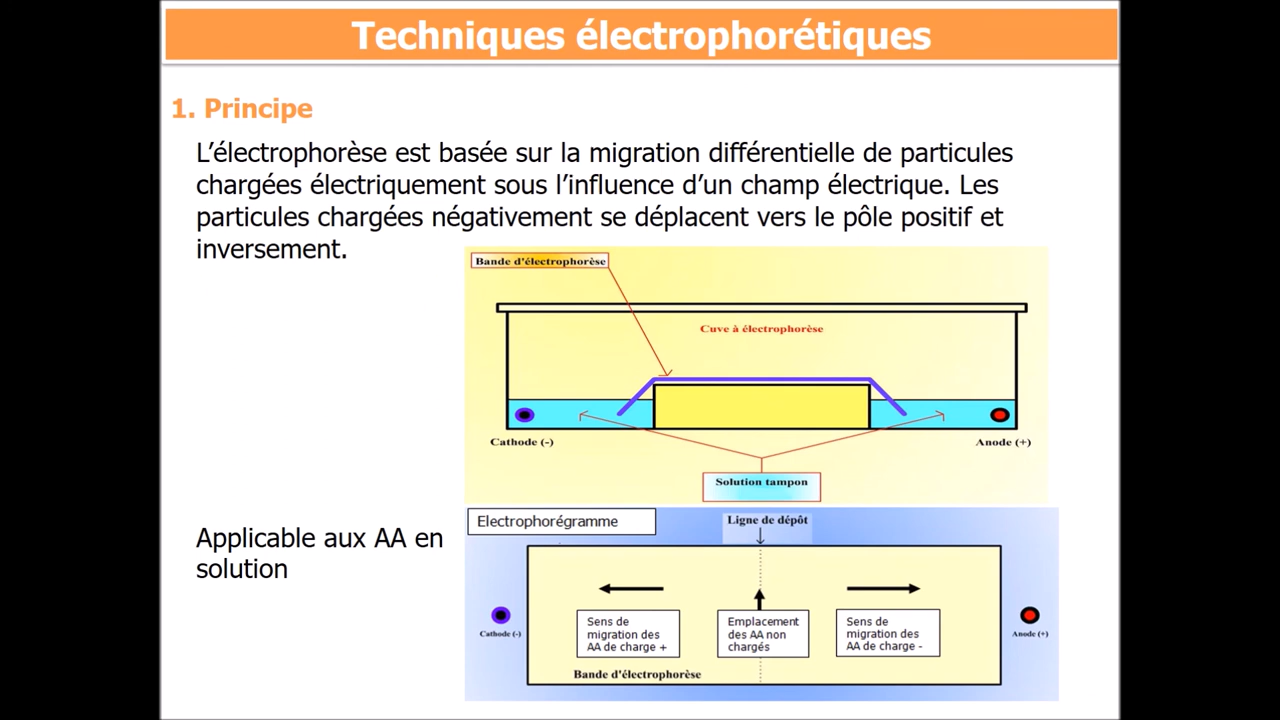 Techniques électrophorétiques
1. Principe
L’électrophorèse est basée sur la migration différentielle de particules
chargées électriquement sous l’influence d’un champ électrique. Les
particules chargées négativement se déplacent vers le pôle positif et
inversement.
Bande d'électrophorèse
Cuve à électrophorèse
Cathode (-)
Anode (+)
Solution tampon
Applicable aux AA en
solution
Electrophorégramme
Ligne de dépôt
Sens de
migration des
AA de charge +
Emplacement
des AA non
chargés
Sens de
migration des
AA de charge -
Cathode (-)
Anode (+)
Bande d'électrophorèse